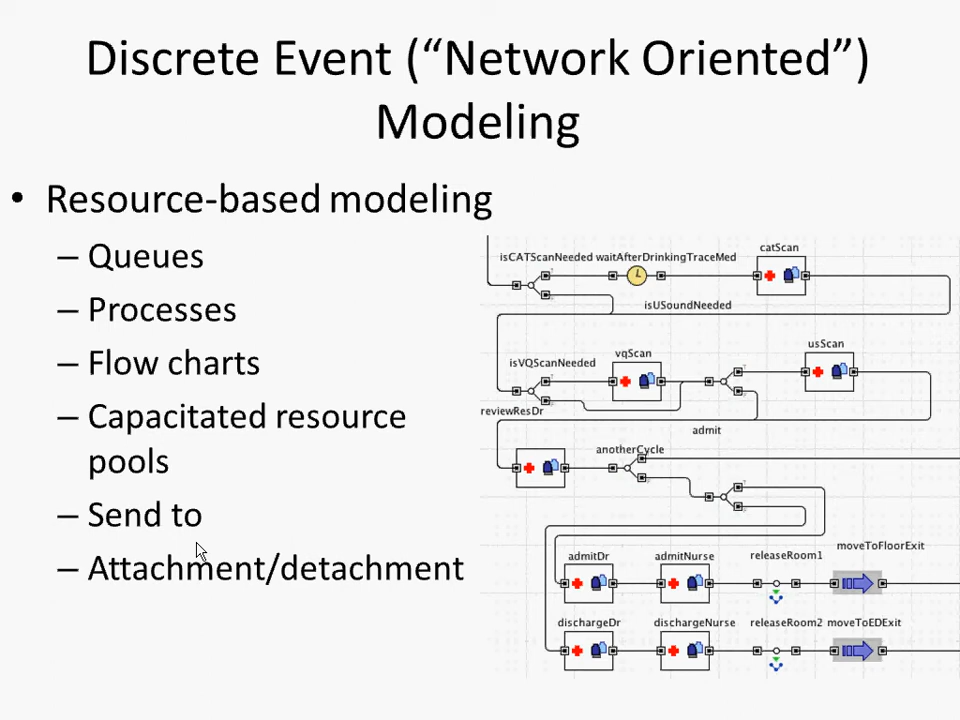 Discrete Event (“Network Oriented”)
Modeling
• Resource-based modeling
– Queues
– Processes
– Flow charts
– Capacitated resource
pools
– Send to
– Attachment/detachment
catScan
isCATScanNeeded waitAfterDrinkingTraceMed
isUSoundNeeded
usScan
vqScan
isVQScanNeeded
reviewResDr
admit
anotherCycle
moveToFloorExit
admitDr admitNurse releaseRoom1
dischargeDr dischargeNurse releaseRoom2 moveToEDExit